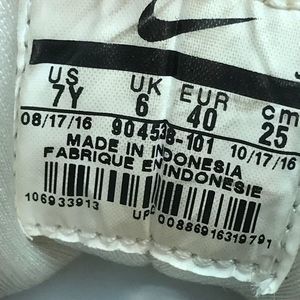 US UK EUR cm
7Y 6 40 25
08/17/16 904538-101 10/17/16
MADE IN INDONESIA
FABRIQUE EN INDONESIE
106933913
UPC 00886916319791